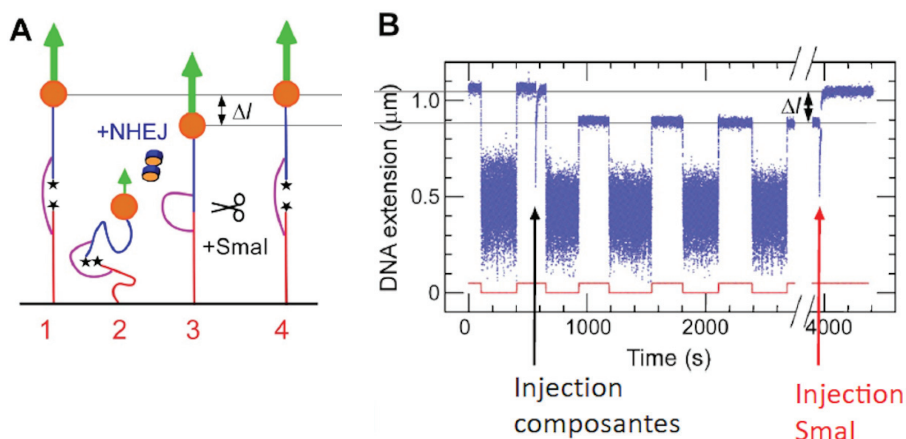 A
Δl
+NHEJ
+SmaI
1
2
3
4
B
DNA extension (μm)
1.0
0.5
0
Δl
0
1000
2000
4000
Time (s)
Injection
composantes
Injection
SmaI